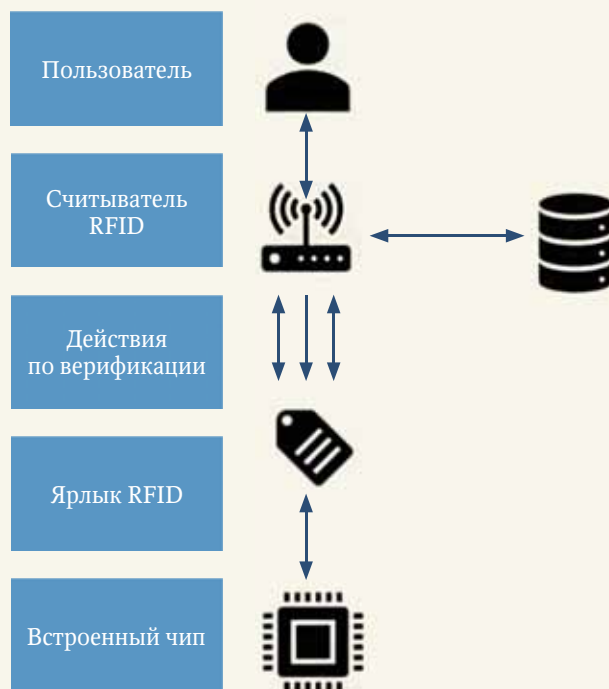 Пользователь
Считыватель
RFID
Действия
по верификации
Ярлык RFID
Встроенный чип